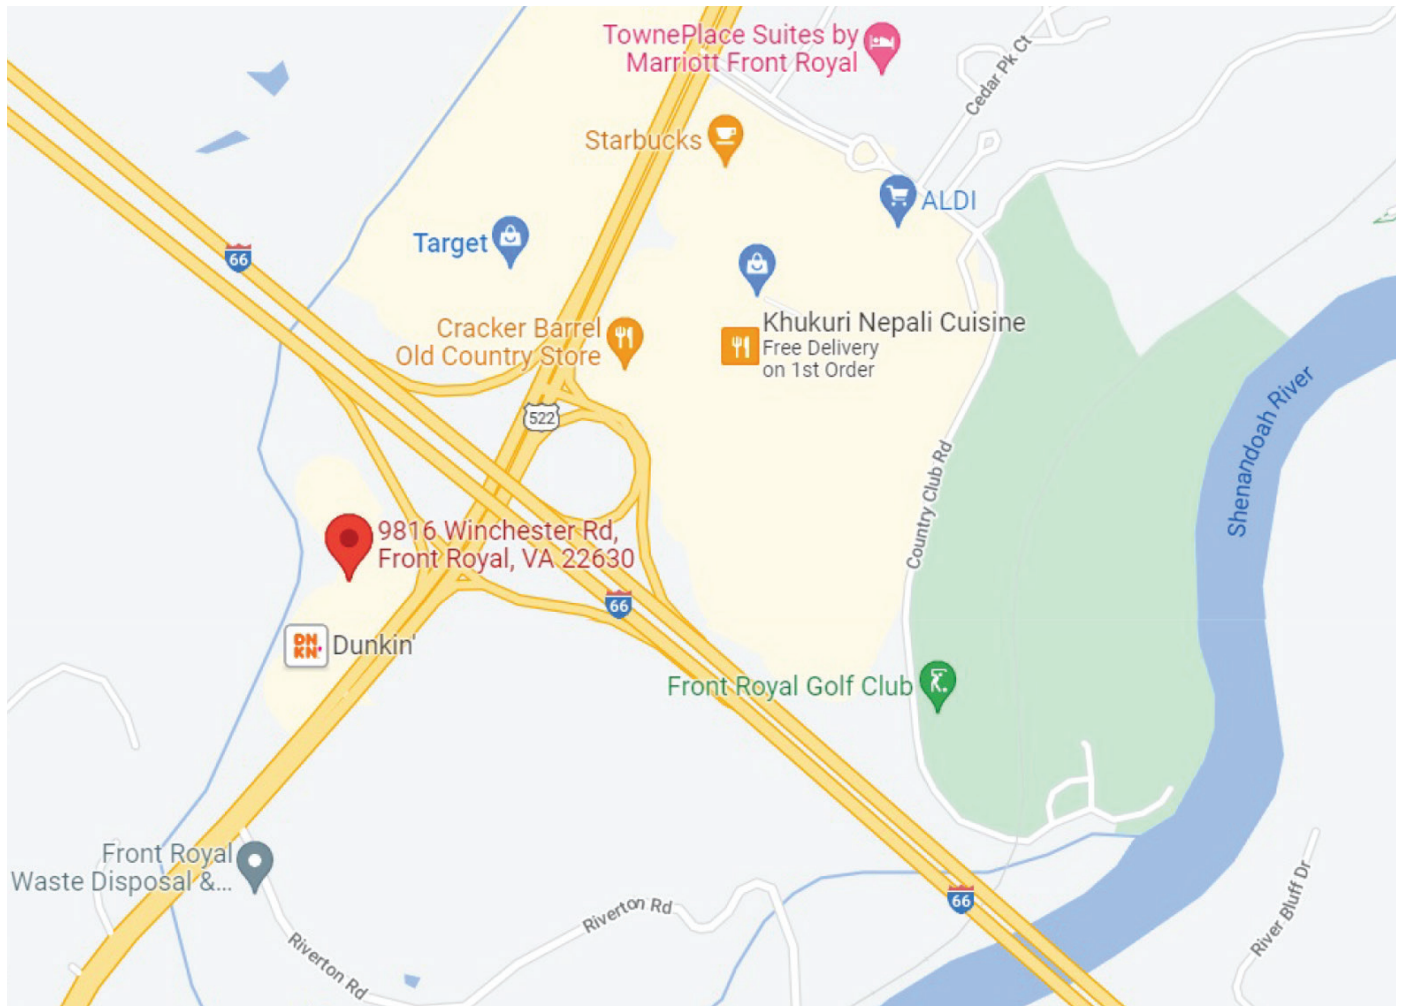 TownePlace Suites by
Marriott Front Royal
Cedar Pk Ct
Starbucks
ALDI
Target
66
Khukuri Nepali Cuisine
Free Delivery
on 1st Order
Cracker Barrel
Old Country Store
522
Shenandoah River
Country Club Rd
9816 Winchester Rd,
Front Royal, VA 22630
66
DN
KN'
Dunkin'
Front Royal Golf Club
Front Royal
Waste Disposal &...
66
Riverton Rd
River Bluff Dr
Riverton Rd